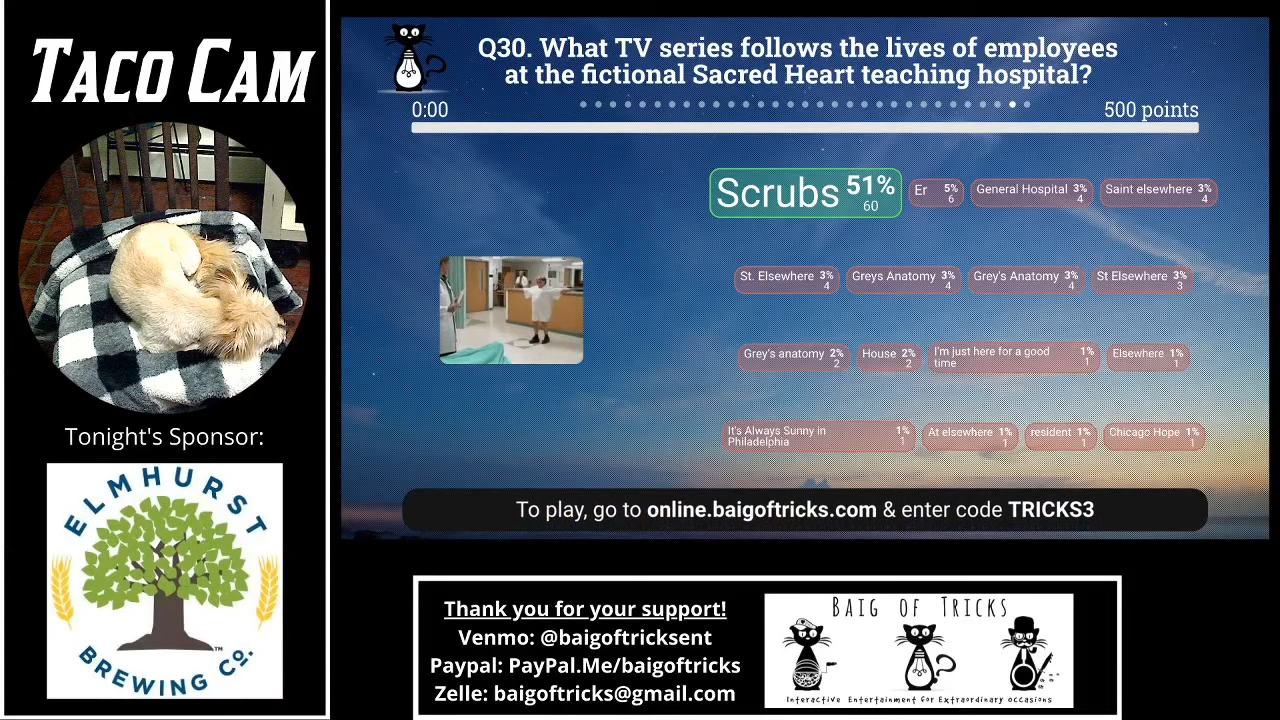 TACO CAM
Tonight's Sponsor:
ELMHURST
BREWING Co.
TM
Q30. What TV series follows the lives of employees
at the fictional Sacred Heart teaching hospital?
0:00
500 points
Scrubs 51%
60
Er 5%
6
General Hospital 3%
4
Saint elsewhere 3%
4
St. Elsewhere 3%
4
Greys Anatomy 3%
4
Grey's Anatomy 3%
4
St Elsewhere 3%
3
Grey's anatomy 2%
2
House 2%
2
I'm just here for a good
time
1%
1
Elsewhere 1%
1
It's Always Sunny in
Philadelphia
1%
1
At elsewhere 1%
1
resident 1%
1
Chicago Hope 1%
1
To play, go to online.baigoftricks.com & enter code TRICKS3
Thank you for your support!
Venmo: @baigoftricksent
Paypal: PayPal.Me/baigoftricks
Zelle: baigoftricks@gmail.com
BAIG OF TRICKS
Interactive Entertainment for Extraordinary occasions